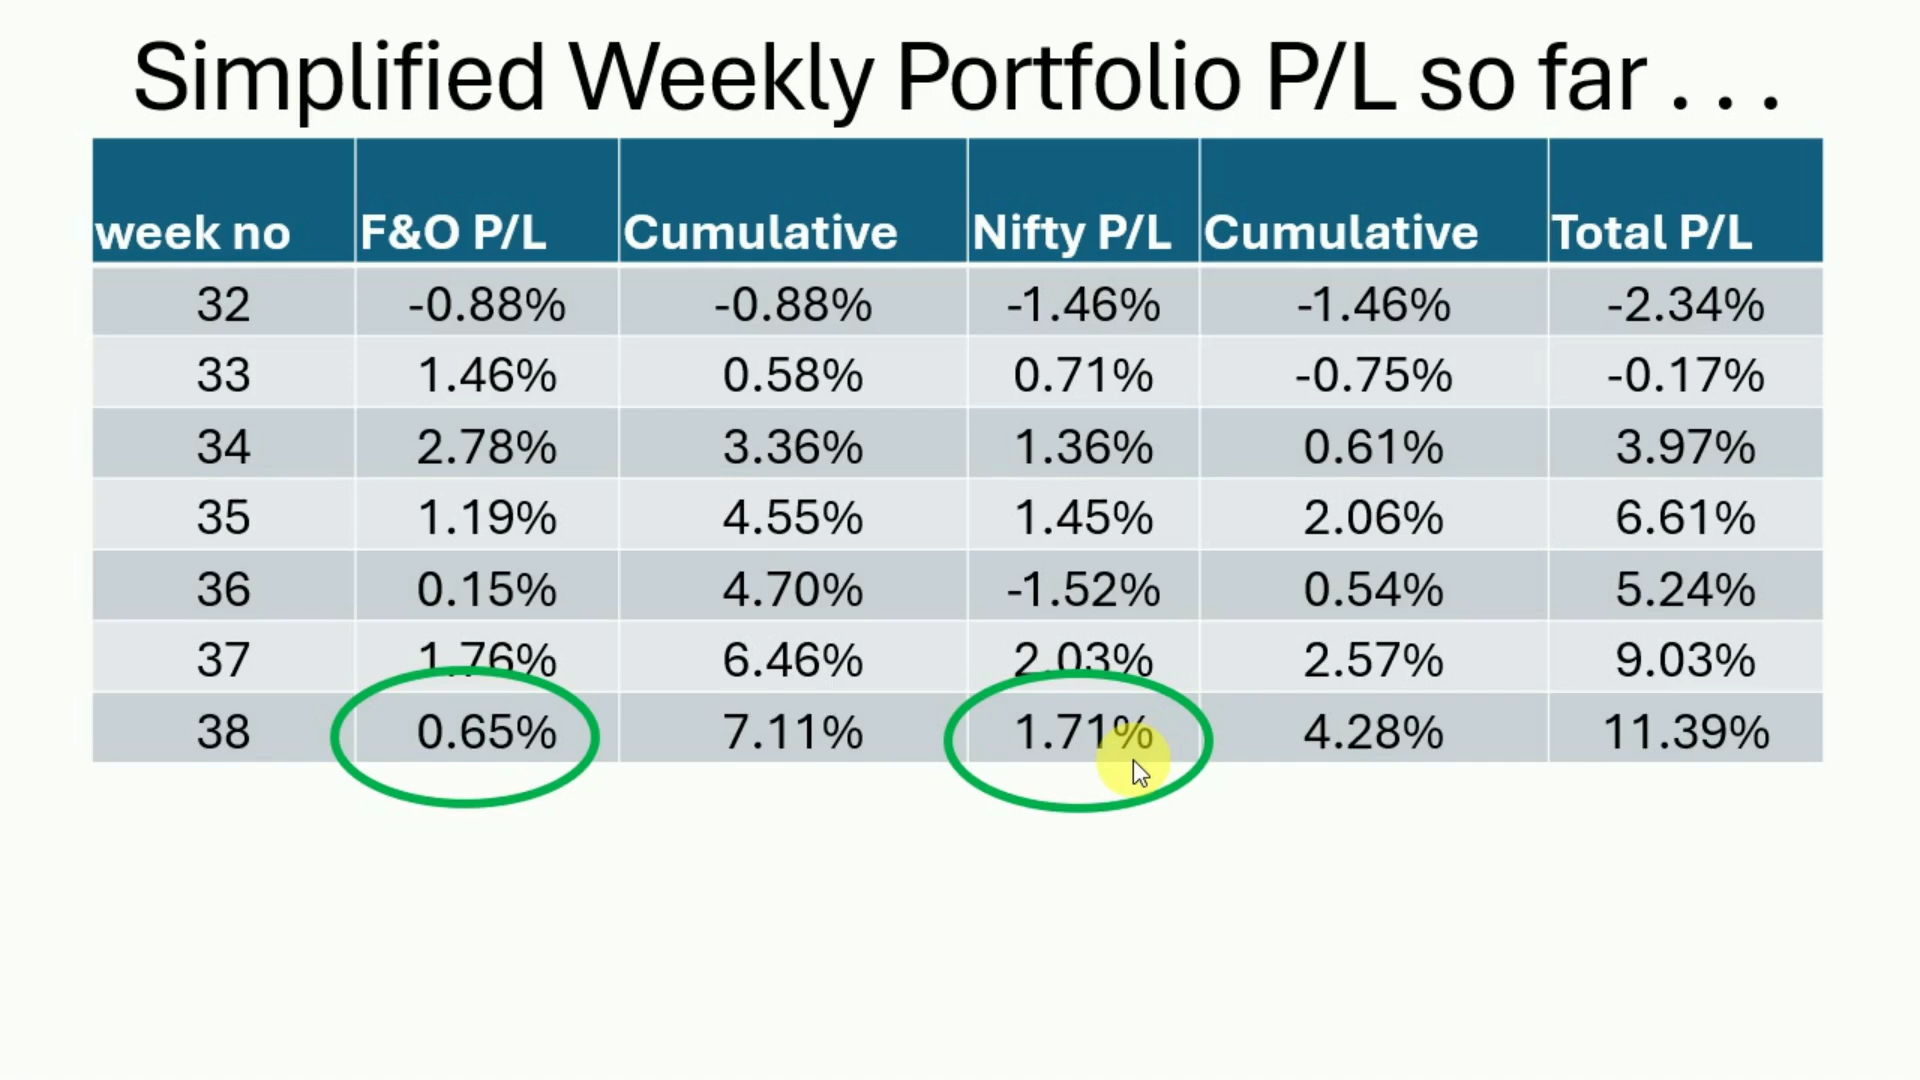 Simplified Weekly Portfolio P/L so far . . .
week no F&O P/L Cumulative Nifty P/L Cumulative Total P/L
32 -0.88% -0.88% -1.46% -1.46% -2.34%
33 1.46% 0.58% 0.71% -0.75% -0.17%
34 2.78% 3.36% 1.36% 0.61% 3.97%
35 1.19% 4.55% 1.45% 2.06% 6.61%
36 0.15% 4.70% -1.52% 0.54% 5.24%
37 1.76% 6.46% 2.03% 2.57% 9.03%
38 0.65% 7.11% 1.71% 4.28% 11.39%